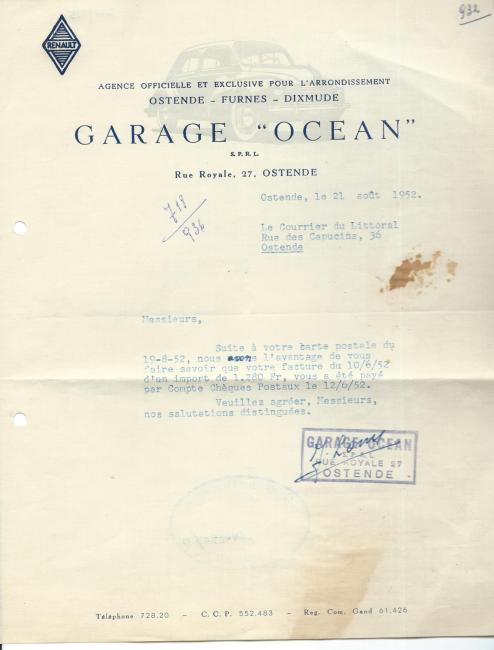 932
RENAULT
AGENCE OFFICIELLE ET EXCLUSIVE POUR L'ARRONDISSEMENT
OSTENDE - FURNES - DIXMUDE
GARAGE "OCEAN"
S.P.R.L.
Rue Royale, 27, OSTENDE
Ostende, le 21 août 1952.
718
936
Le Courrier du Littoral
Rue des Capucins, 36
Ostende
Messieurs,
Suite à votre barte postale du
19-8-52, nous avons l'avantage de vous
faire savoir que votre facture du 10/6/52
d'un import de 1.280 Fr, vous a été payé
par Compte Chèques Postaux le 12/6/52.
Veuillez agréer, Messieurs,
nos salutations distinguées.
GARAGE OCEAN
S.P.R.L
RUE ROYALE 27
OSTENDE
Téléphone 728.20 - C. C. P. 552.483 - Reg. Com. Gand 61.426